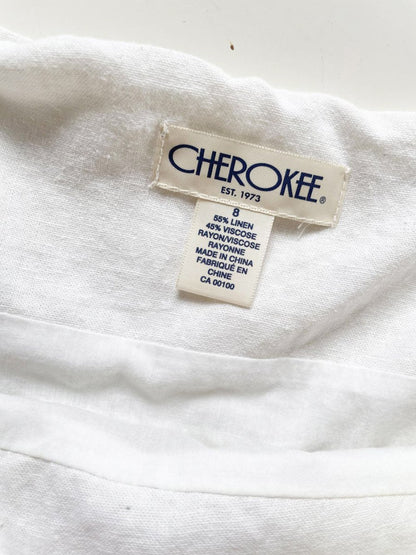 CHEROKEE®
EST. 1973
8
55% LINEN
45% VISCOSE
RAYON/VISCOSE
RAYONNE
MADE IN CHINA
FABRIQUÉ EN
CHINE
CA 00100